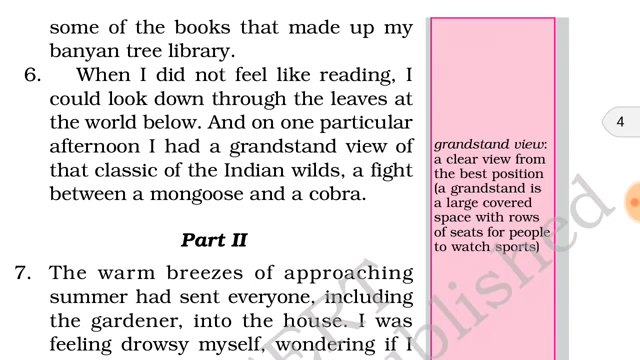 some of the books that made up my
banyan tree library.
6. When I did not feel like reading, I
could look down through the leaves at
the world below. And on one particular
afternoon I had a grandstand view of
that classic of the Indian wilds, a fight
between a mongoose and a cobra.
Part II
7. The warm breezes of approaching
summer had sent everyone, including
the gardener, into the house. I was
feeling drowsy myself, wondering if I
grandstand view:
a clear view from
the best position
(a grandstand is
a large covered
space with rows
of seats for people
to watch sports)
4